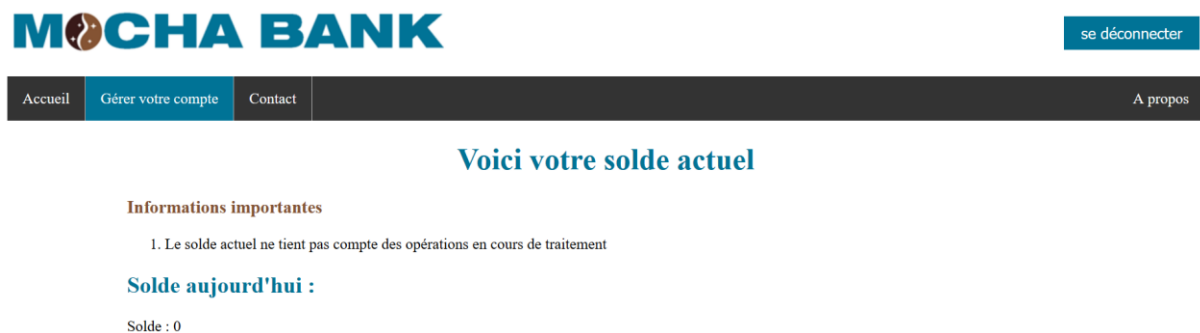 MOCHA BANK
se déconnecter
Accueil Gérer votre compte Contact A propos
Voici votre solde actuel
Informations importantes
1. Le solde actuel ne tient pas compte des opérations en cours de traitement
Solde aujourd'hui :
Solde : 0